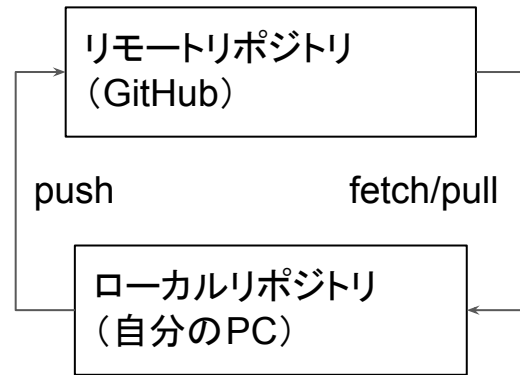 リモートリポジトリ
（GitHub）
push
fetch/pull
ローカルリポジトリ
（自分のPC）